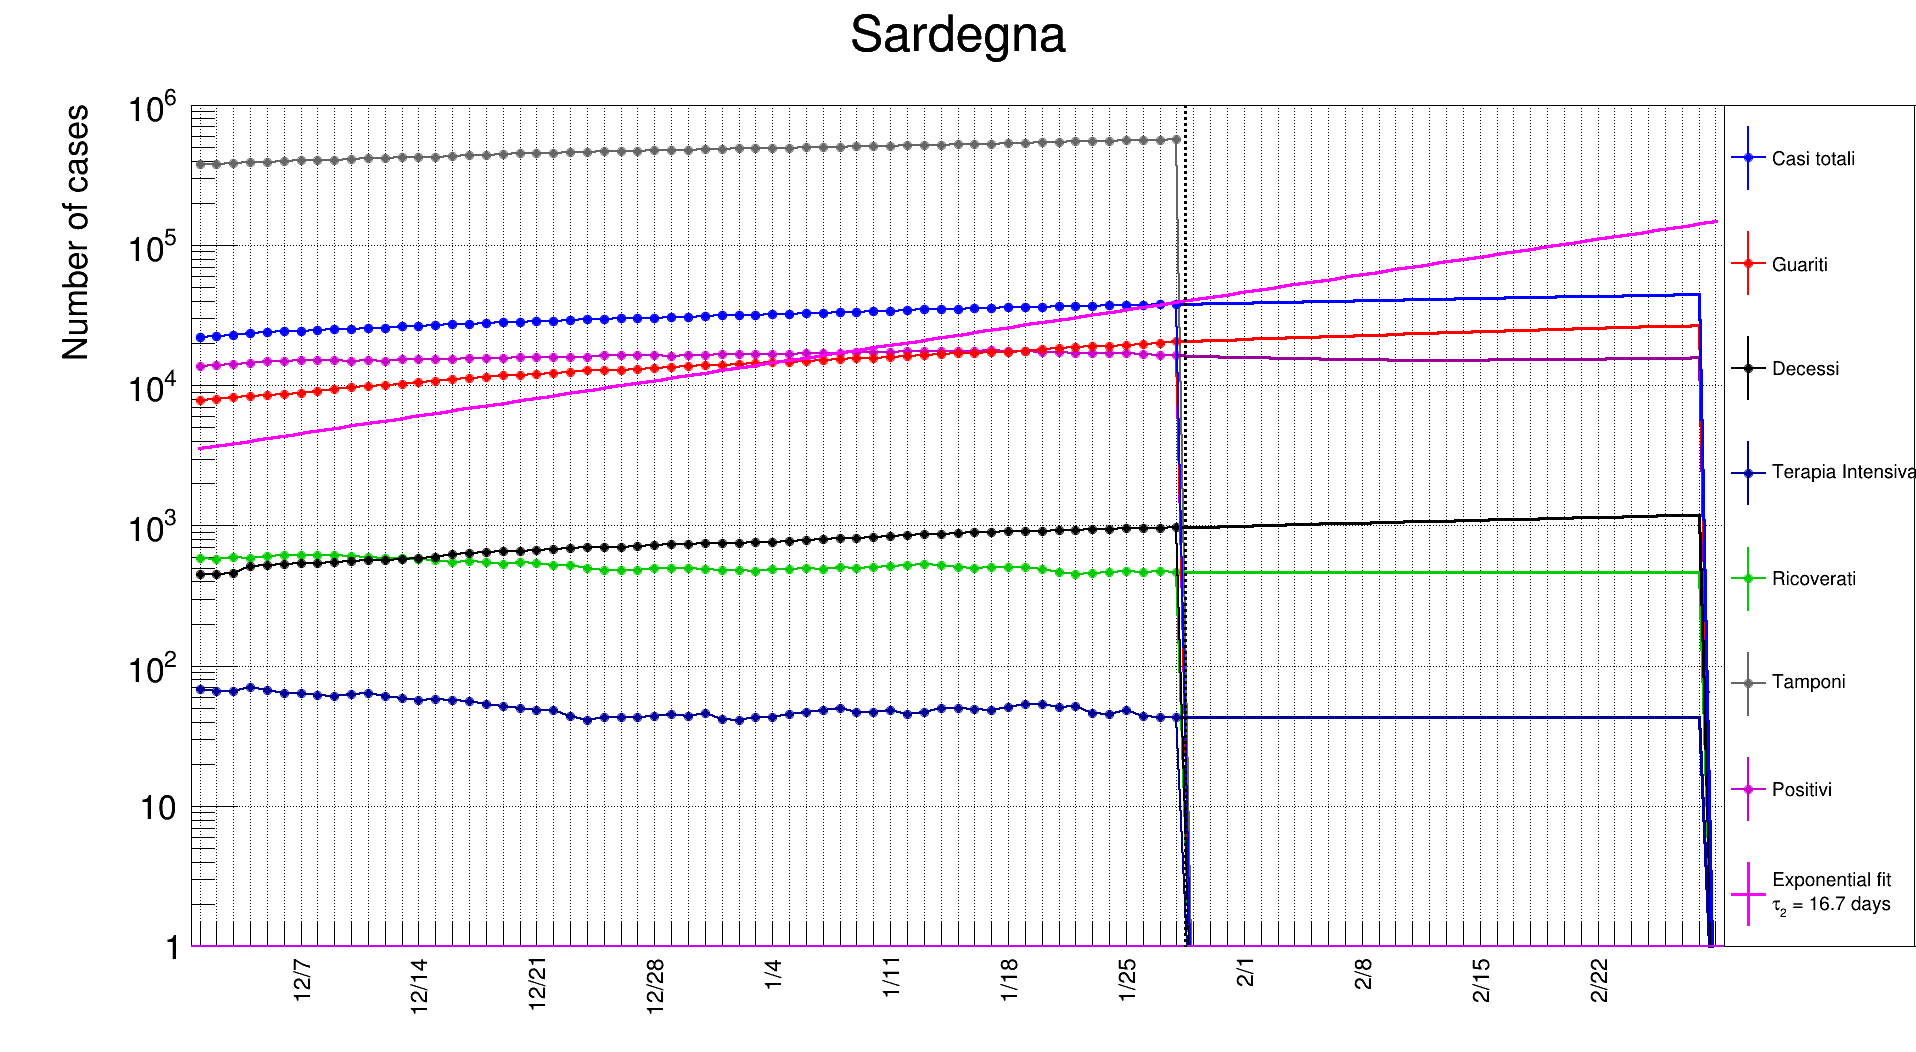 Sardegna
Number of cases
10^6
10^5
10^4
10^3
10^2
10
1
12/7
12/14
12/21
12/28
1/4
1/11
1/18
1/25
2/1
2/8
2/15
2/22
Casi totali
Guariti
Decessi
Terapia Intensiva
Ricoverati
Tamponi
Positivi
Exponential fit
τ₂ = 16.7 days